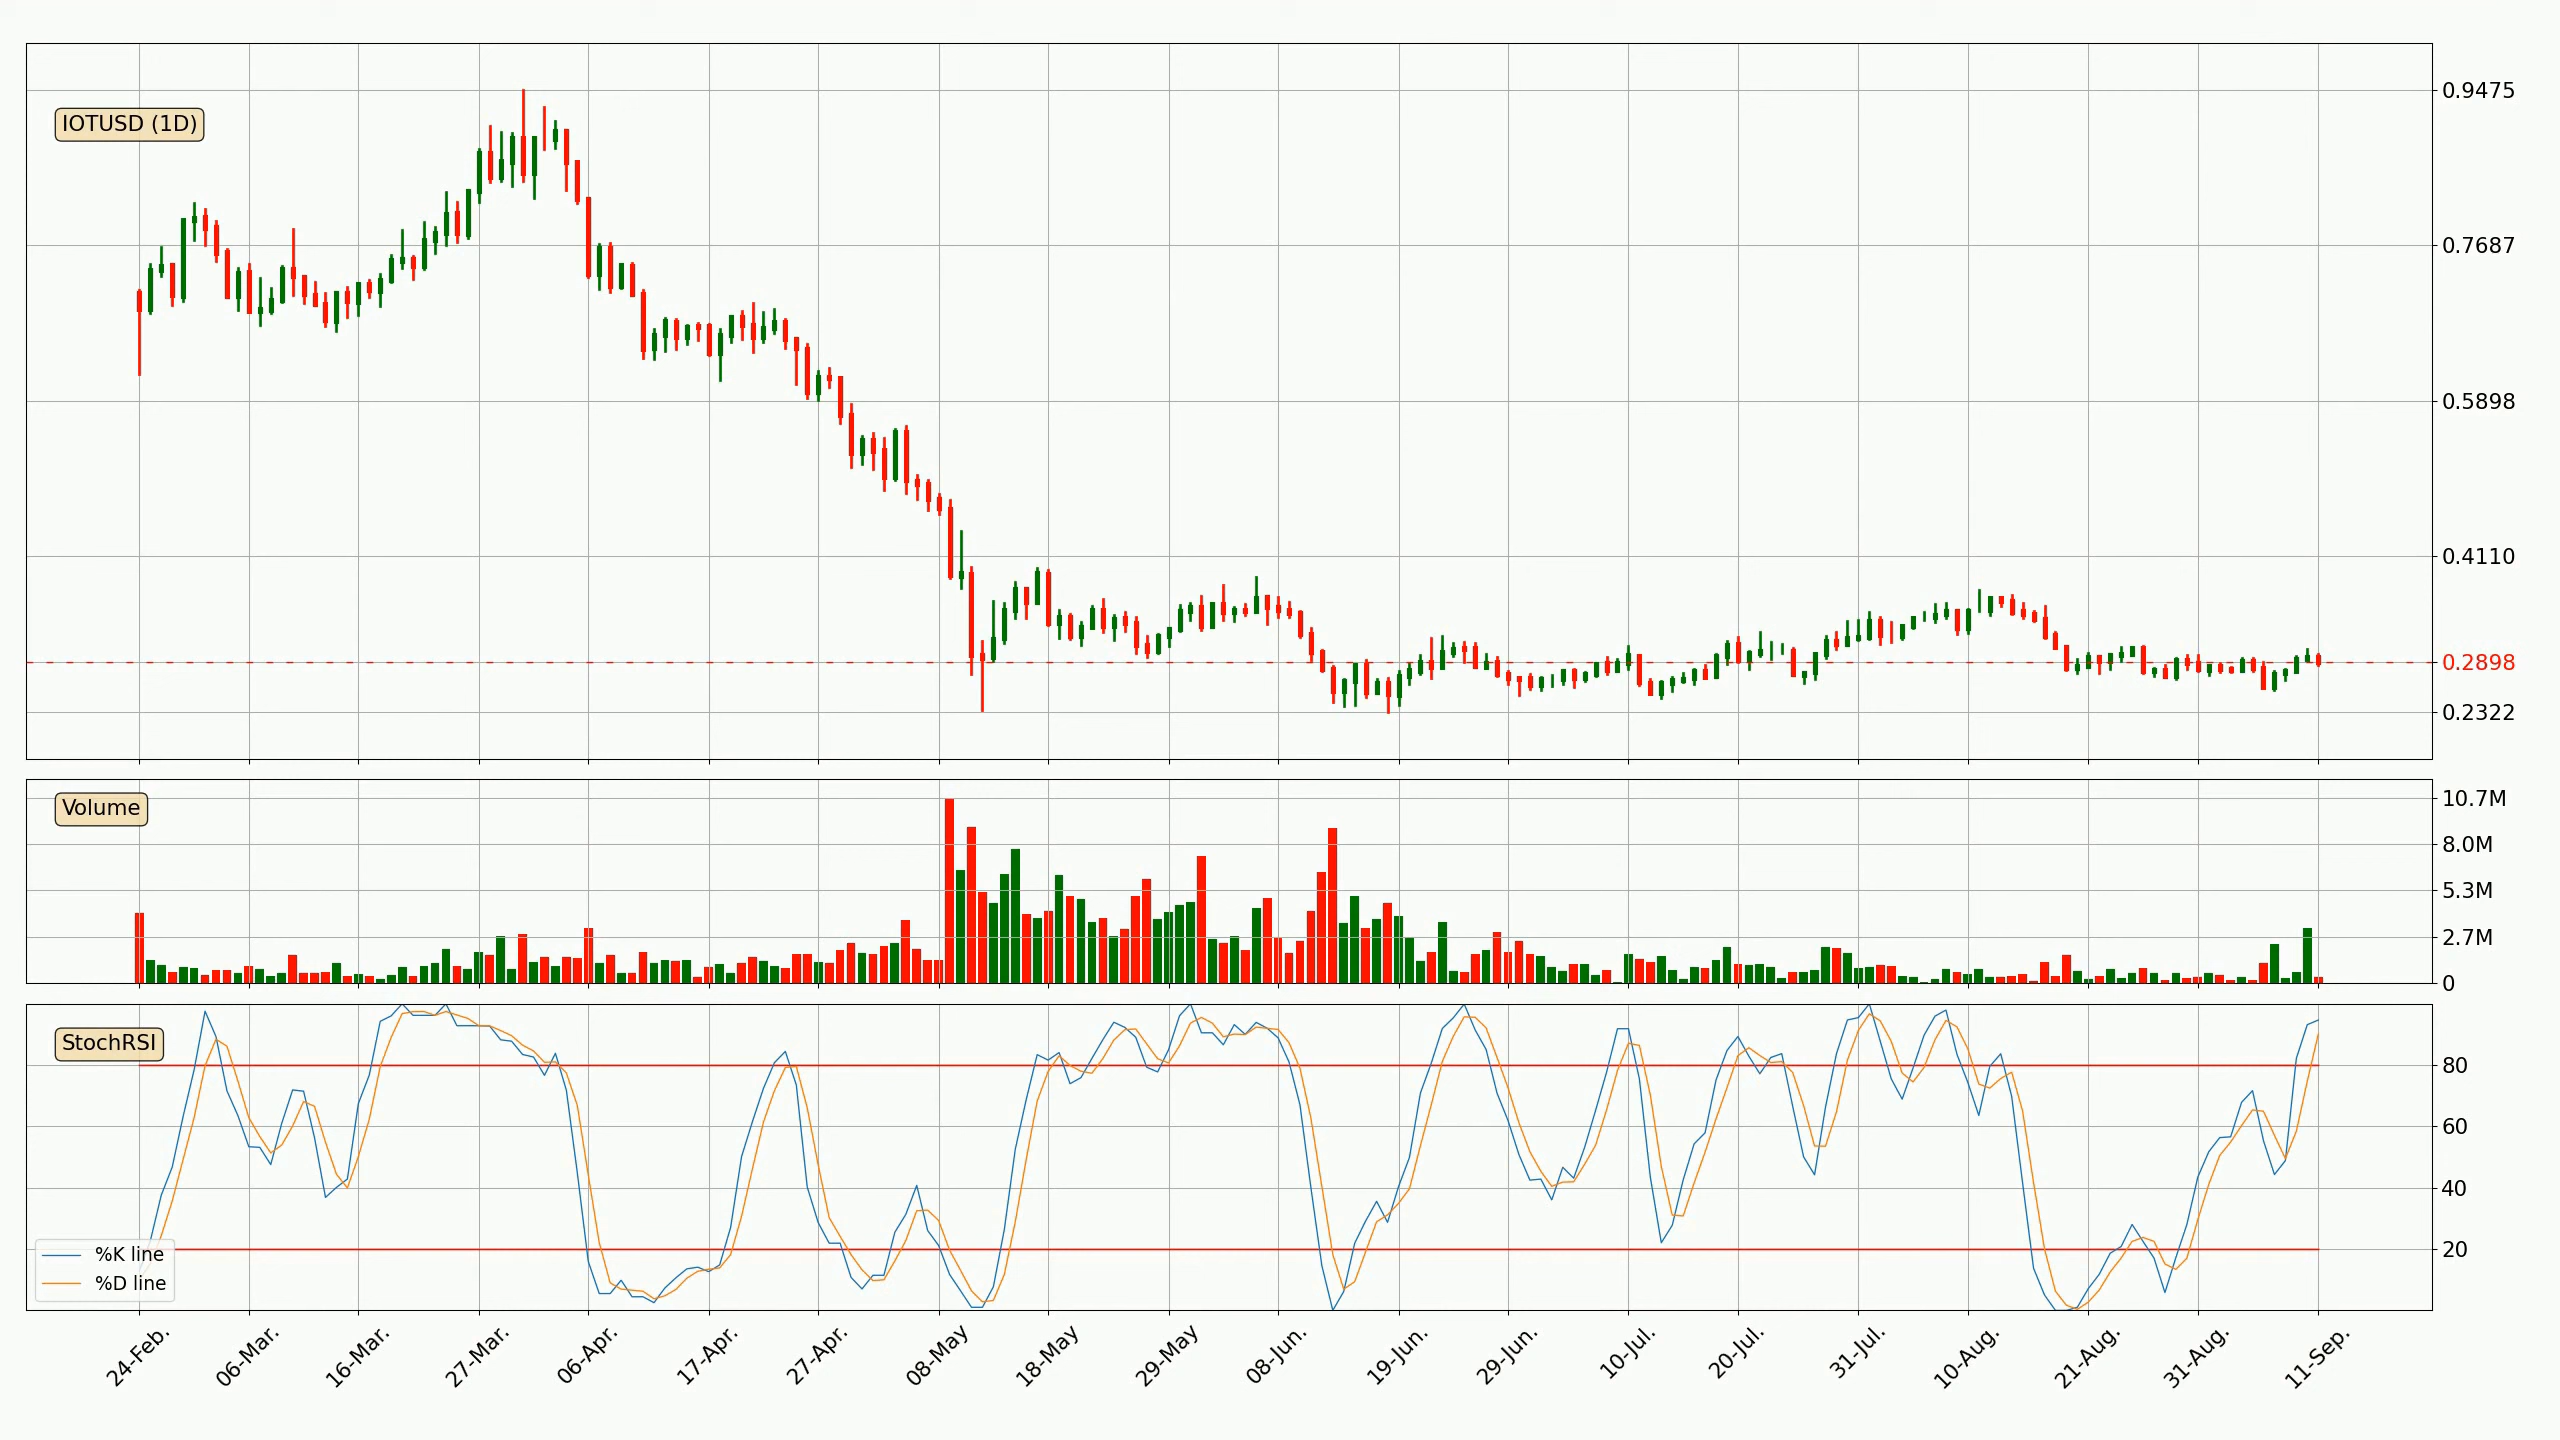 IOTUSD (1D)
0.9475
0.7687
0.5898
0.4110
0.2898
0.2322
Volume
10.7M
8.0M
5.3M
2.7M
0
StochRSI
80
60
40
20
%K line
%D line
24-Feb.
06-Mar.
16-Mar.
27-Mar.
06-Apr.
17-Apr.
27-Apr.
08-May
18-May
29-May
08-Jun.
19-Jun.
29-Jun.
10-Jul.
20-Jul.
31-Jul.
10-Aug.
21-Aug.
31-Aug.
11-Sep.